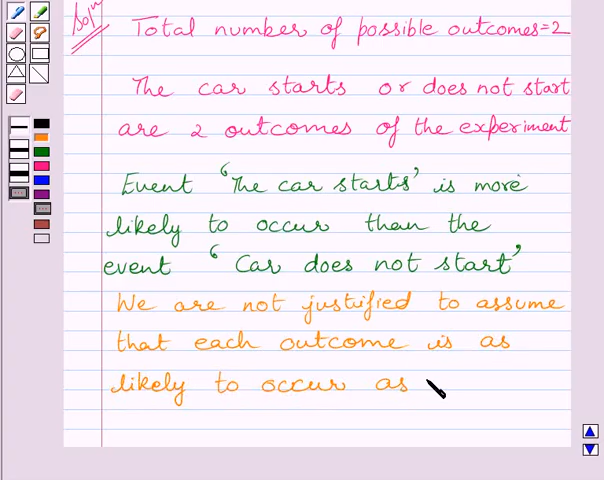 Soln
Total number of possible outcomes=2
The car starts or does not start
are 2 outcomes of the experiment
Event 'The car starts' is more
likely to occur than the
event ' Car does not start'
We are not justified to assume
that each outcome is as
likely to occur as